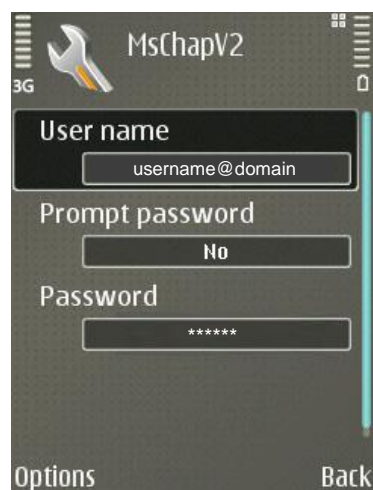 MsChapV2
3G
User name
username@domain
Prompt password
No
Password
******
Options
Back